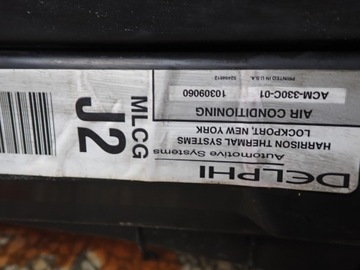 DELPHI
Automotive Systems
HARRISON THERMAL SYSTEMS
LOCKPORT, NEW YORK
AIR CONDITIONING
ACM-330C-01 10309060
PRINTED IN U.S.A. 52494812
MLCG
J2